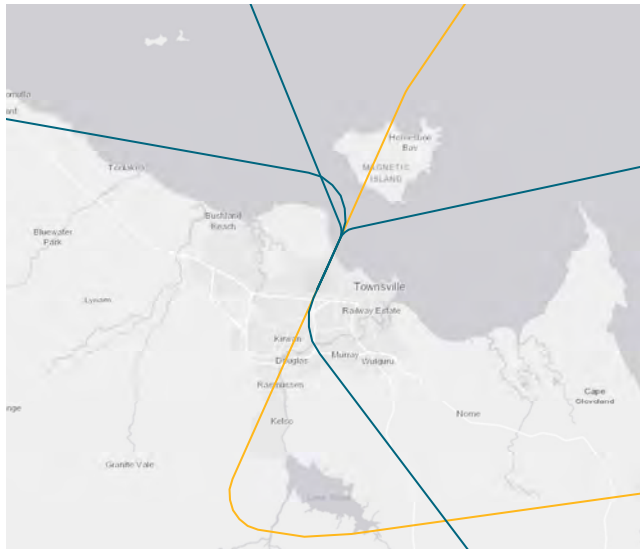 Horseshoe
Bay
MAGNETIC
ISLAND
Toolakea
Bushland
Beach
Bluewater
Park
Townsville
Lynam
Railway Estate
Kirwan
Murray
Douglas
Wulguru
Rasmussen
Cape
Cleveland
Nome
Kelso
Granite Vale